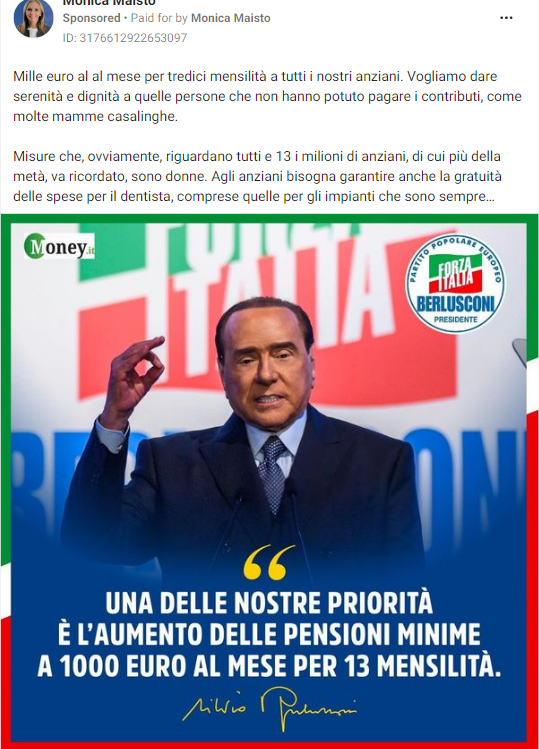 Monica Maisto
Sponsored • Paid for by Monica Maisto
ID: 3176612922653097
Mille euro al al mese per tredici mensilità a tutti i nostri anziani. Vogliamo dare
serenità e dignità a quelle persone che non hanno potuto pagare i contributi, come
molte mamme casalinghe.
Misure che, ovviamente, riguardano tutti e 13 i milioni di anziani, di cui più della
metà, va ricordato, sono donne. Agli anziani bisogna garantire anche la gratuità
delle spese per il dentista, comprese quelle per gli impianti che sono sempre...
Money.it
PARTITO POPOLARE EUROPEO
FORZA
ITALIA
BERLUSCONI
PRESIDENTE
FORZA
ITALIA
“
UNA DELLE NOSTRE PRIORITÀ
È L'AUMENTO DELLE PENSIONI MINIME
A 1000 EURO AL MESE PER 13 MENSILITÀ.
Silvio Berlusconi